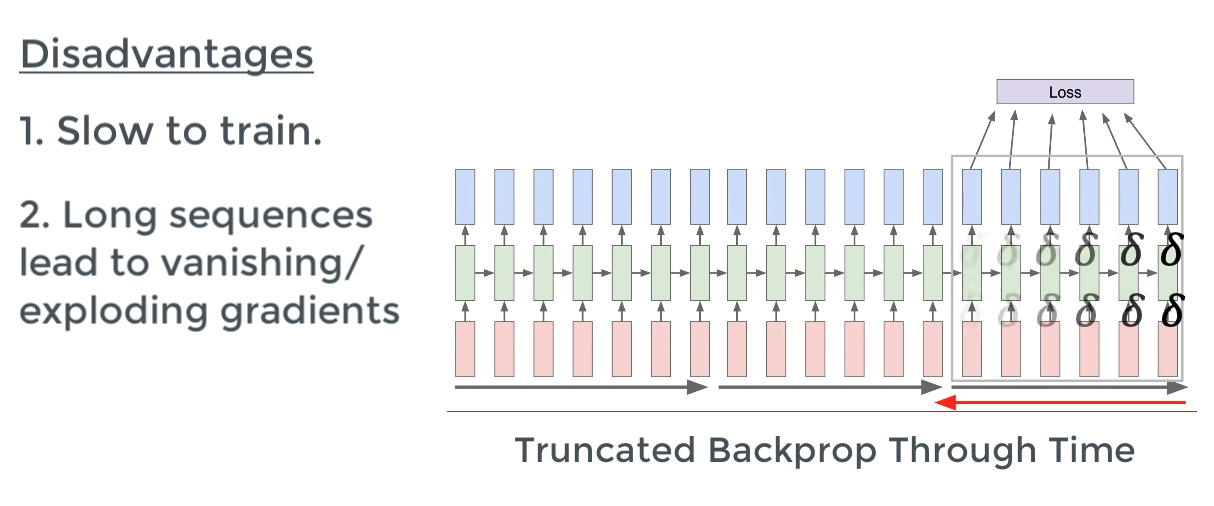 Disadvantages
1. Slow to train.
2. Long sequences
lead to vanishing/
exploding gradients
Loss
δ δ δ δ δ δ
δ δ δ δ δ δ
Truncated Backprop Through Time